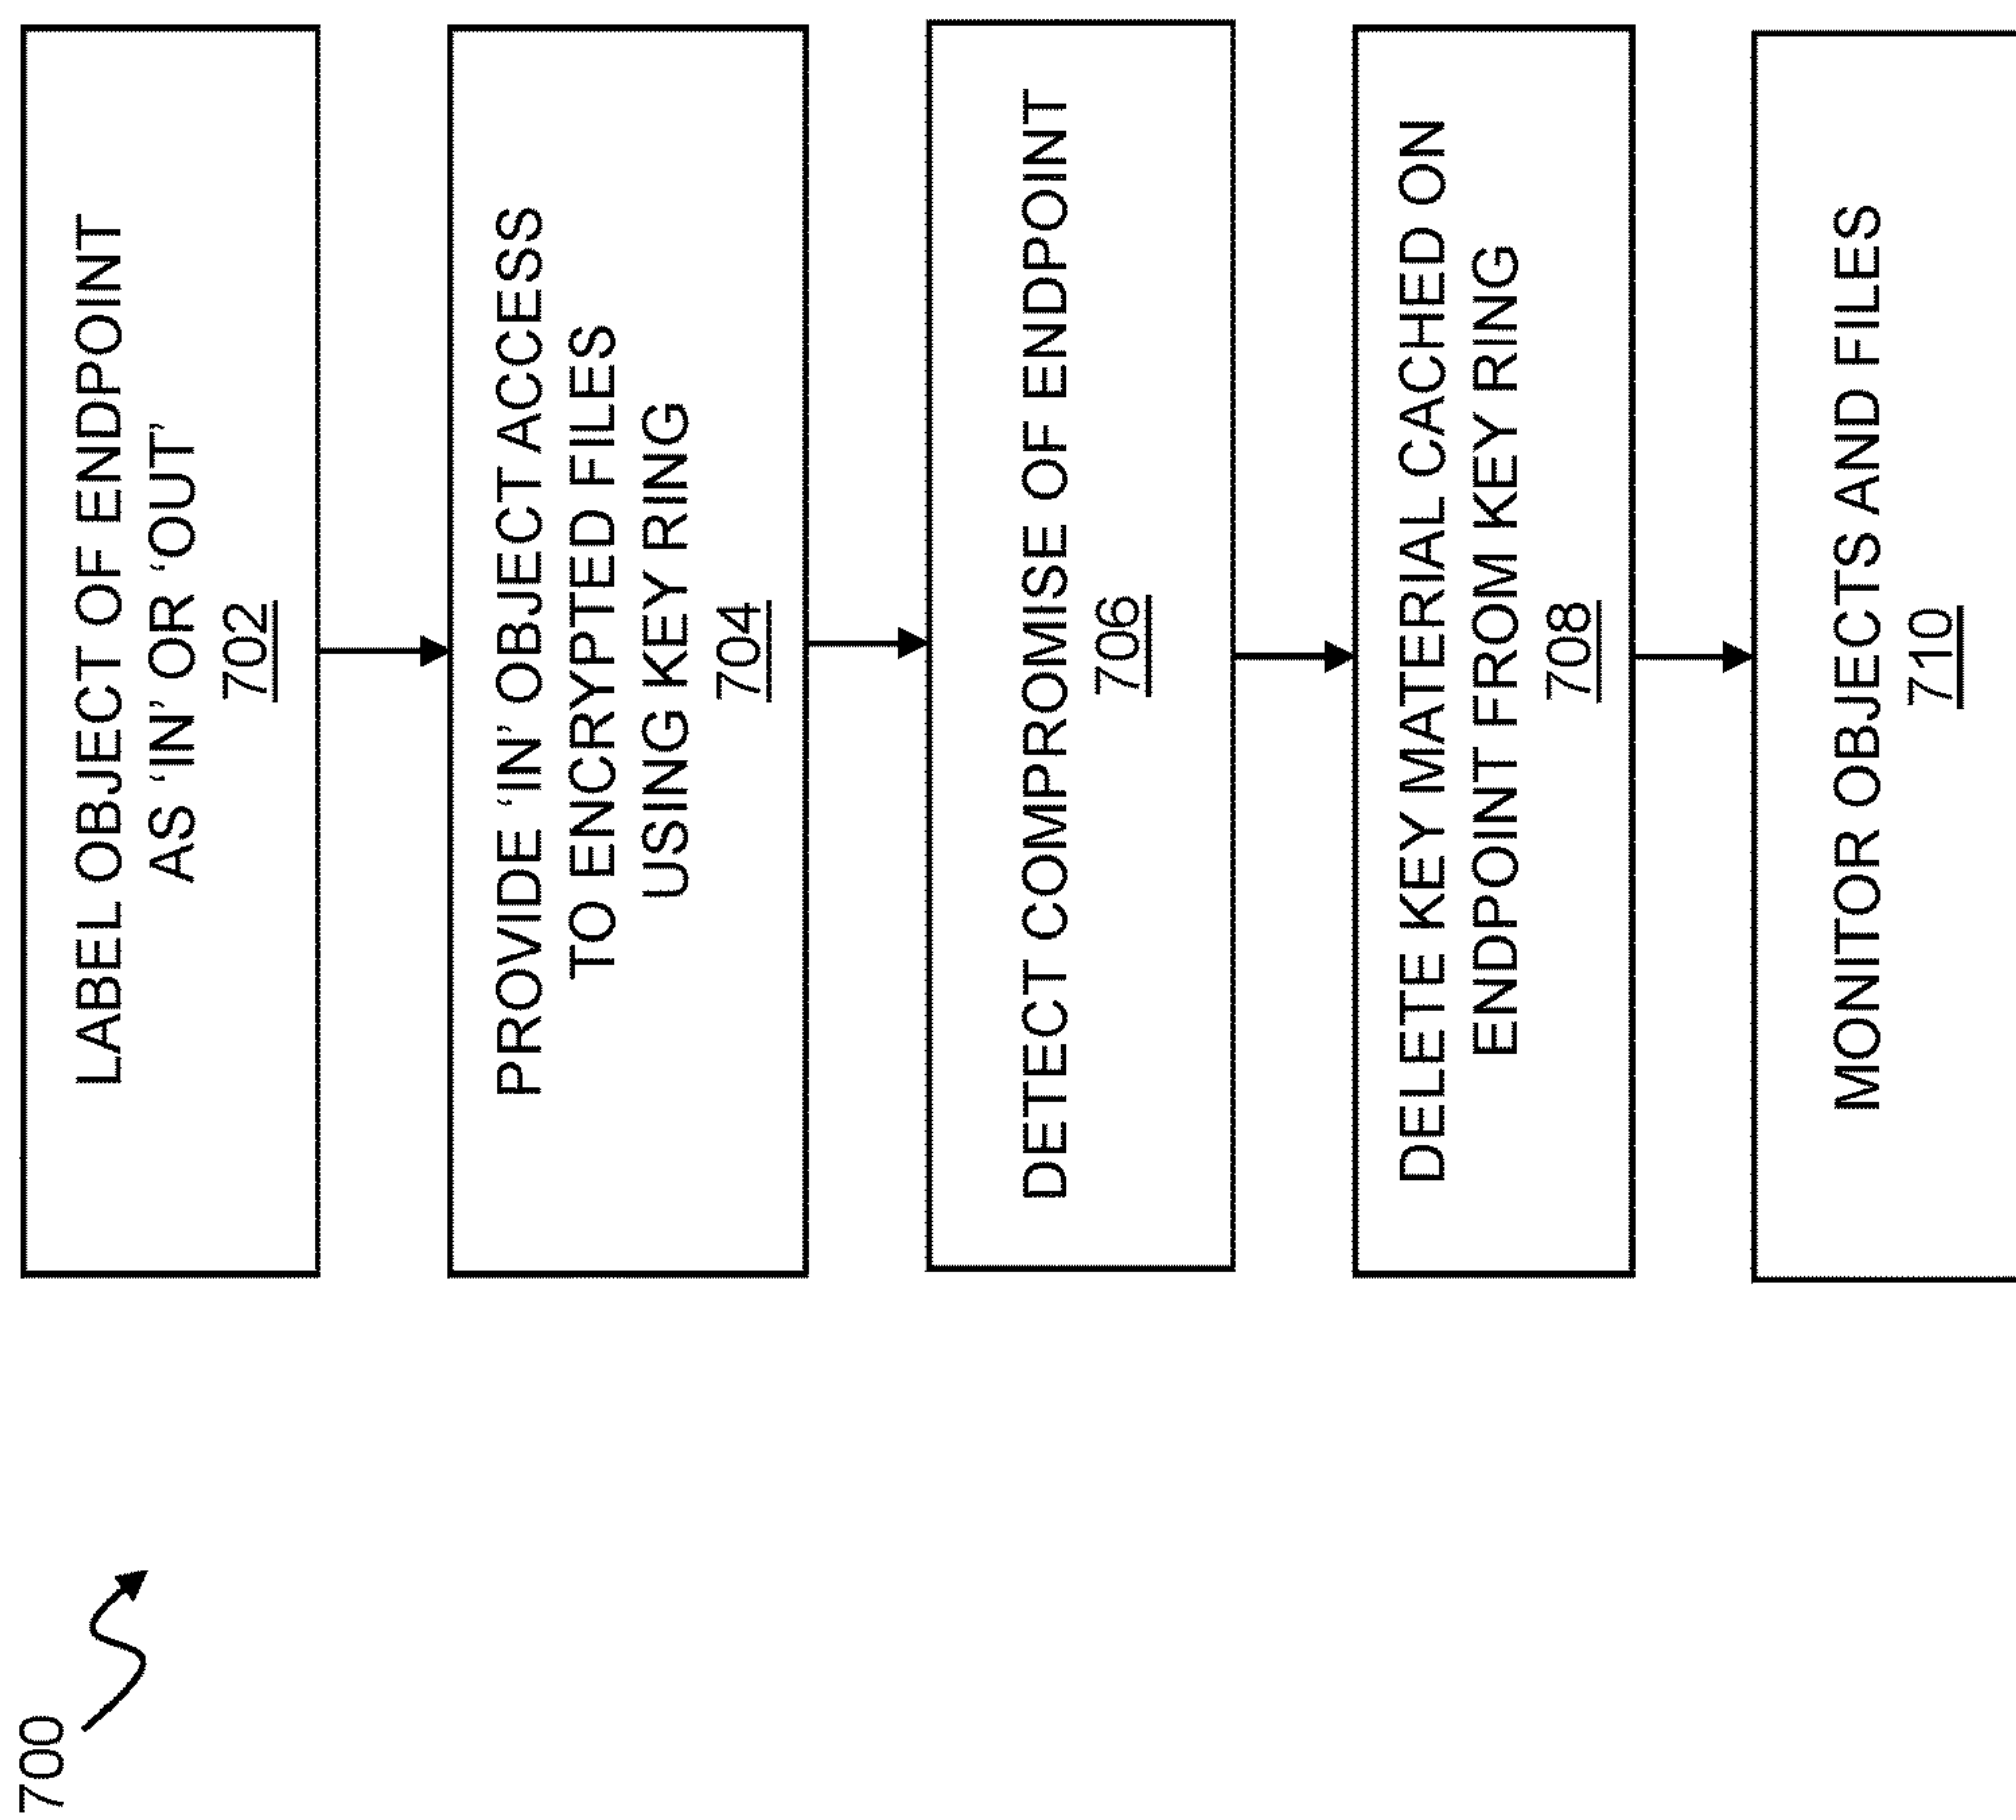 700
LABEL OBJECT OF ENDPOINT
AS ‘IN’ OR ‘OUT’
702
PROVIDE ‘IN’ OBJECT ACCESS
TO ENCRYPTED FILES
USING KEY RING
704
DETECT COMPROMISE OF ENDPOINT
706
DELETE KEY MATERIAL CACHED ON
ENDPOINT FROM KEY RING
708
MONITOR OBJECTS AND FILES
710